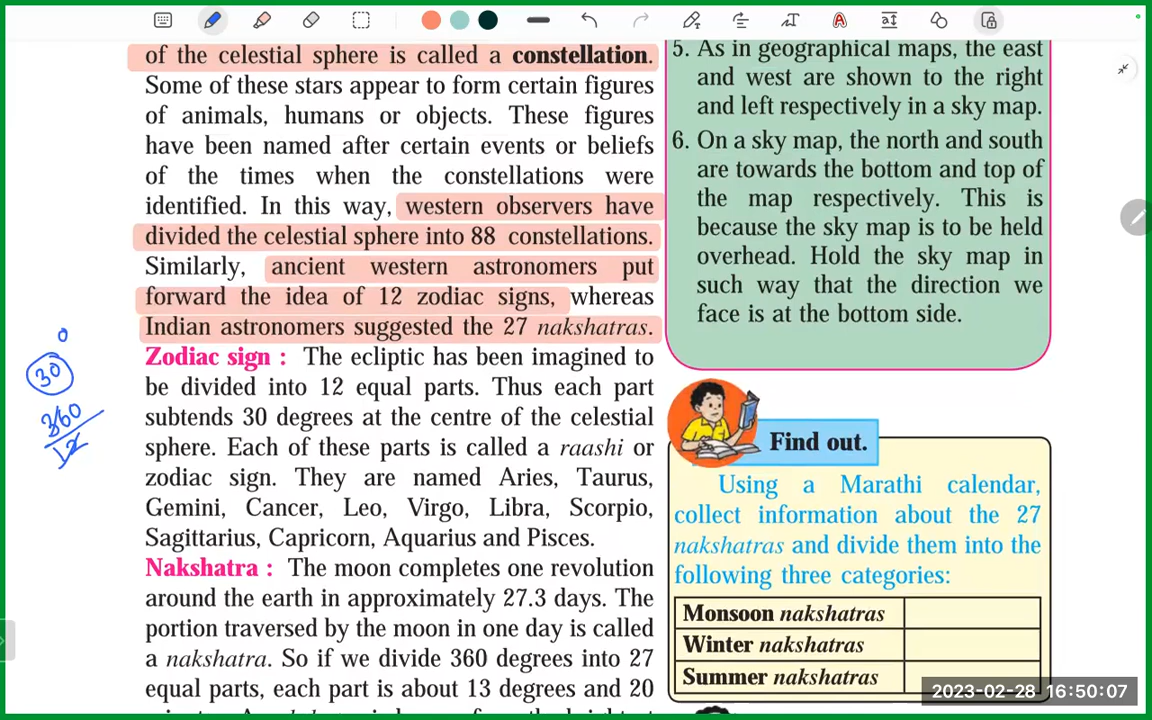 of the celestial sphere is called a constellation.
Some of these stars appear to form certain figures
of animals, humans or objects. These figures
have been named after certain events or beliefs
of the times when the constellations were
identified. In this way, western observers have
divided the celestial sphere into 88 constellations.
Similarly, ancient western astronomers put
forward the idea of 12 zodiac signs, whereas
Indian astronomers suggested the 27 nakshatras.
Zodiac sign : The ecliptic has been imagined to
be divided into 12 equal parts. Thus each part
subtends 30 degrees at the centre of the celestial
sphere. Each of these parts is called a raashi or
zodiac sign. They are named Aries, Taurus,
Gemini, Cancer, Leo, Virgo, Libra, Scorpio,
Sagittarius, Capricorn, Aquarius and Pisces.
Nakshatra : The moon completes one revolution
around the earth in approximately 27.3 days. The
portion traversed by the moon in one day is called
a nakshatra. So if we divide 360 degrees into 27
equal parts, each part is about 13 degrees and 20
30°
360
12
5. As in geographical maps, the east
and west are shown to the right
and left respectively in a sky map.
6. On a sky map, the north and south
are towards the bottom and top of
the map respectively. This is
because the sky map is to be held
overhead. Hold the sky map in
such way that the direction we
face is at the bottom side.
Find out.
Using a Marathi calendar,
collect information about the 27
nakshatras and divide them into the
following three categories:
Monsoon nakshatras
Winter nakshatras
Summer nakshatras
2023-02-28 16:50:07